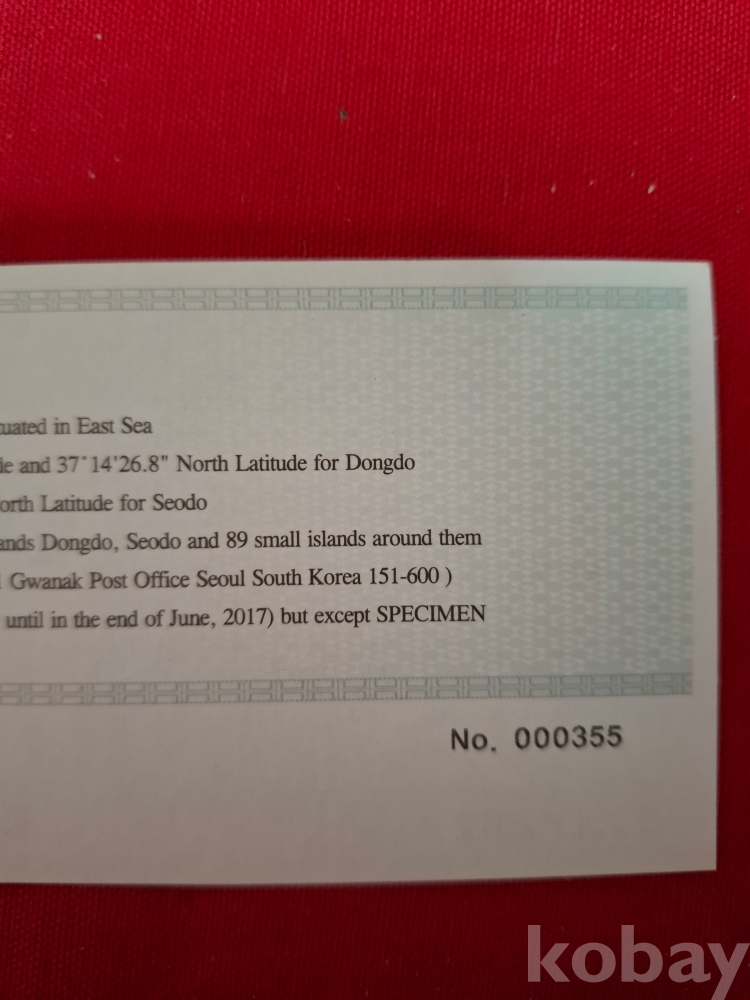 uated in East Sea
le and 37°14'26.8" North Latitude for Dongdo
orth Latitude for Seodo
ands Dongdo, Seodo and 89 small islands around them
Gwanak Post Office Seoul South Korea 151-600 )
until in the end of June, 2017) but except SPECIMEN
No. 000355
kobay